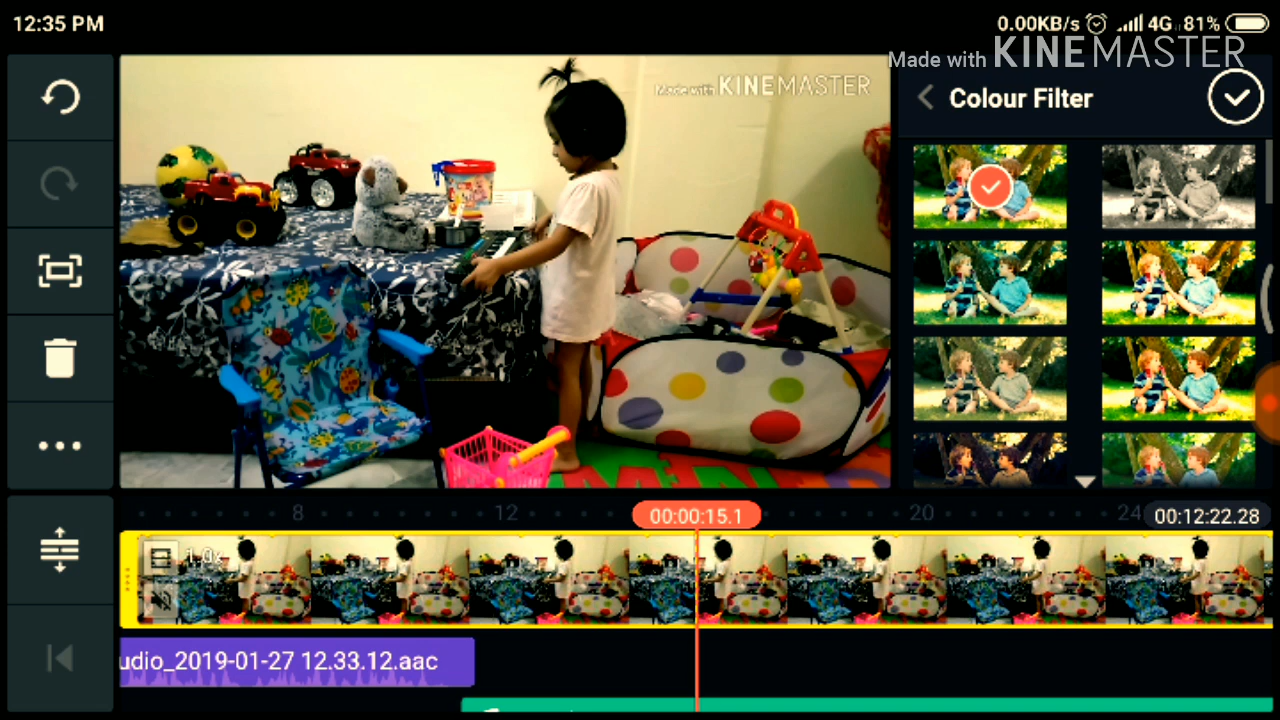 12:35 PM
0.00KB/s 4G 81%
Made with KINEMASTER
Made with KINEMASTER
Colour Filter
8 12 00:00:15.1 20 24 00:12:22.28
1.0x
udio_2019-01-27 12.33.12.aac